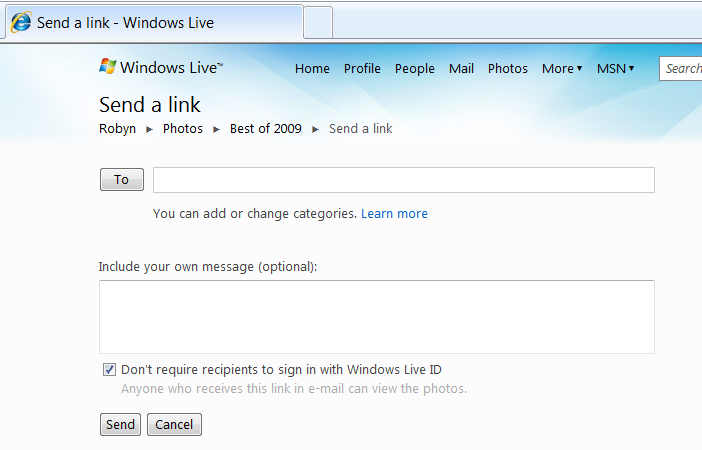 Send a link - Windows Live
Windows Live™ Home Profile People Mail Photos More MSN Search
Send a link
Robyn ▸ Photos ▸ Best of 2009 ▸ Send a link
To
You can add or change categories. Learn more
Include your own message (optional):
Don't require recipients to sign in with Windows Live ID
Anyone who receives this link in e-mail can view the photos.
Send Cancel